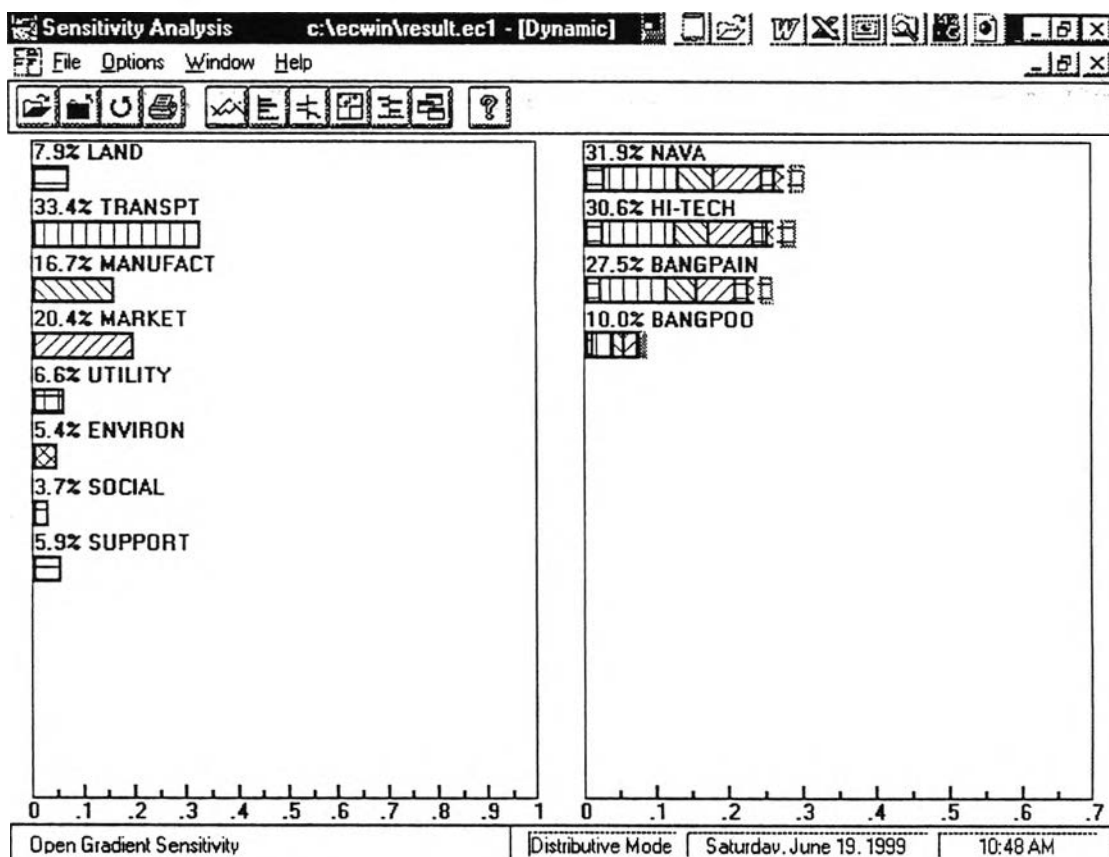 Sensitivity Analysis c:\ecwin\result.ec1 - [Dynamic]
File Options Window Help
7.9% LAND
33.4% TRANSPT
16.7% MANUFACT
20.4% MARKET
6.6% UTILITY
5.4% ENVIRON
3.7% SOCIAL
5.9% SUPPORT
0 .1 .2 .3 .4 .5 .6 .7 .8 .9 1
31.9% NAVA
30.6% HI-TECH
27.5% BANGPAIN
10.0% BANGPOO
0 .1 .2 .3 .4 .5 .6 .7
Open Gradient Sensitivity Distributive Mode Saturday, June 19, 1999 10:48 AM